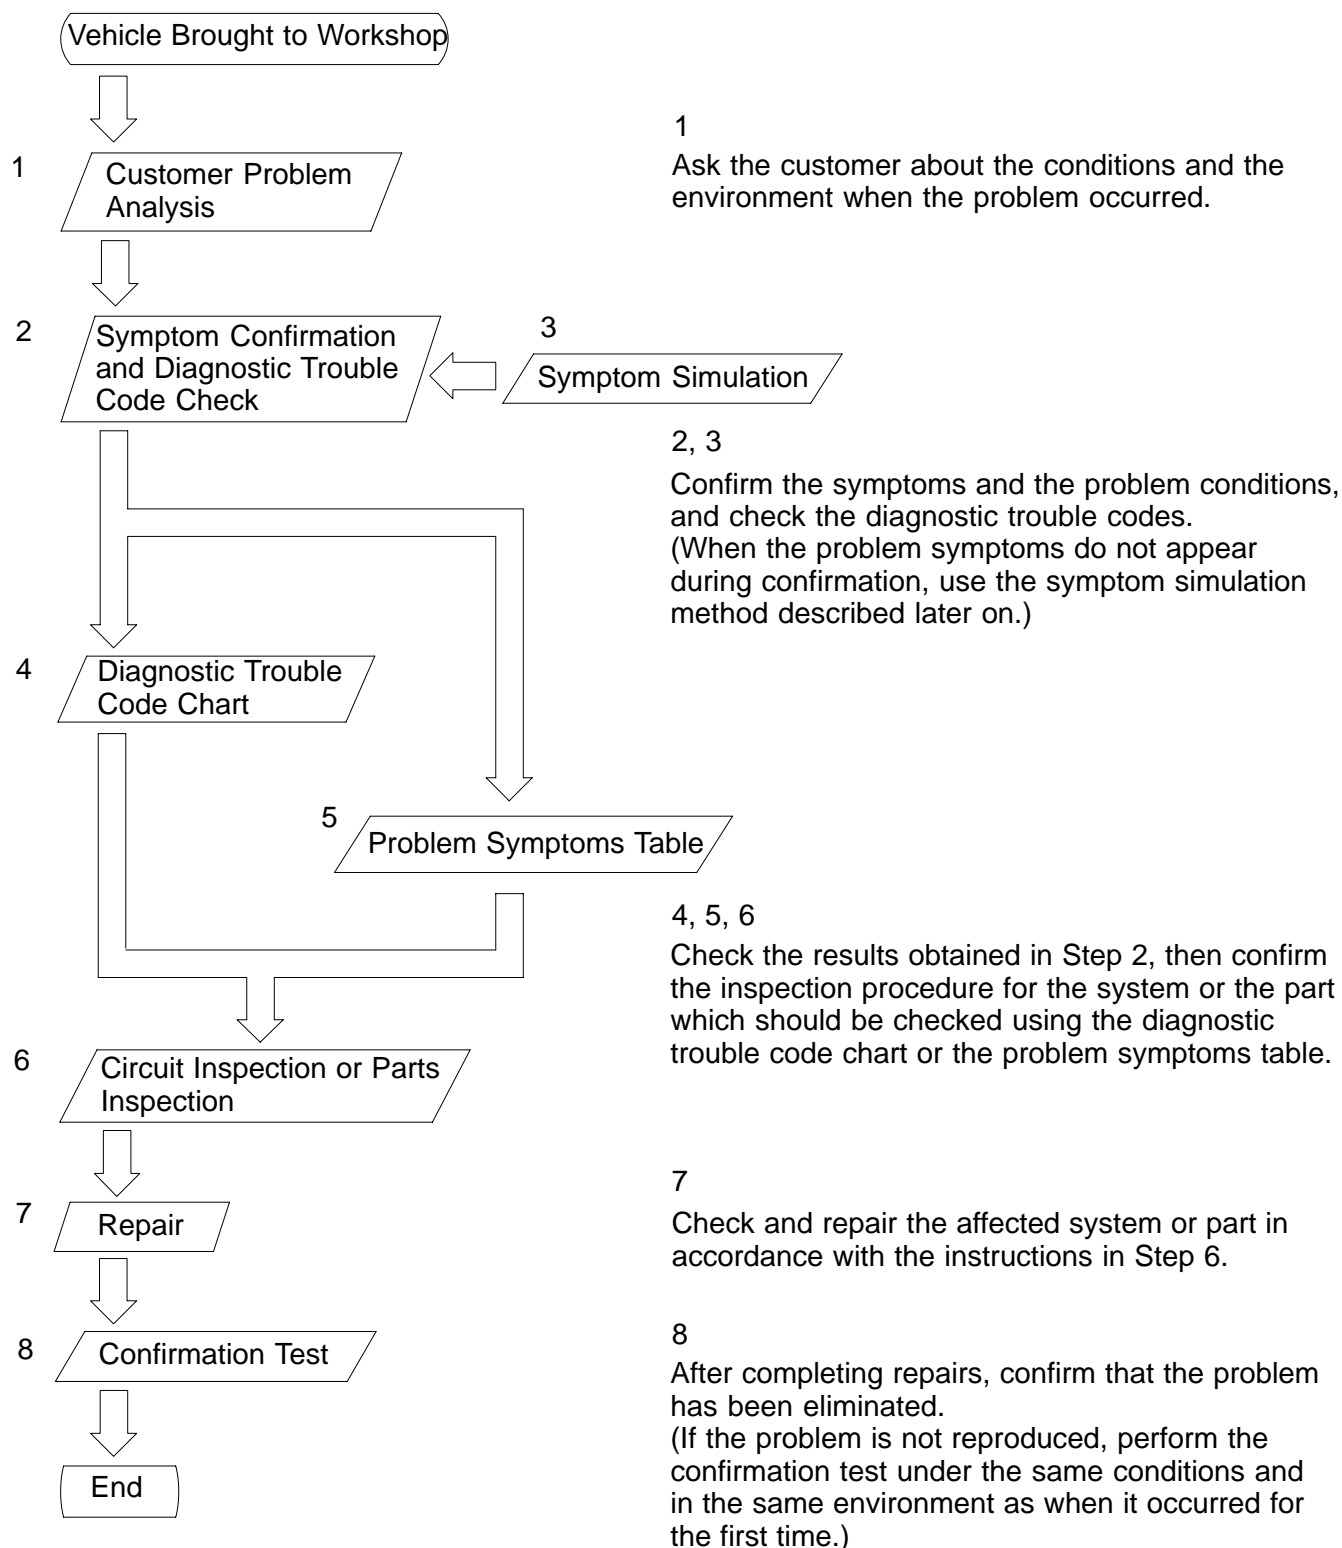 Vehicle Brought to Workshop
1
Customer Problem
Analysis
1
Ask the customer about the conditions and the
environment when the problem occurred.
2
Symptom Confirmation
and Diagnostic Trouble
Code Check
3
Symptom Simulation
2, 3
Confirm the symptoms and the problem conditions,
and check the diagnostic trouble codes.
(When the problem symptoms do not appear
during confirmation, use the symptom simulation
method described later on.)
4
Diagnostic Trouble
Code Chart
5
Problem Symptoms Table
4, 5, 6
Check the results obtained in Step 2, then confirm
the inspection procedure for the system or the part
which should be checked using the diagnostic
trouble code chart or the problem symptoms table.
6
Circuit Inspection or Parts
Inspection
7
Repair
7
Check and repair the affected system or part in
accordance with the instructions in Step 6.
8
Confirmation Test
8
After completing repairs, confirm that the problem
has been eliminated.
(If the problem is not reproduced, perform the
confirmation test under the same conditions and
in the same environment as when it occurred for
the first time.)
End